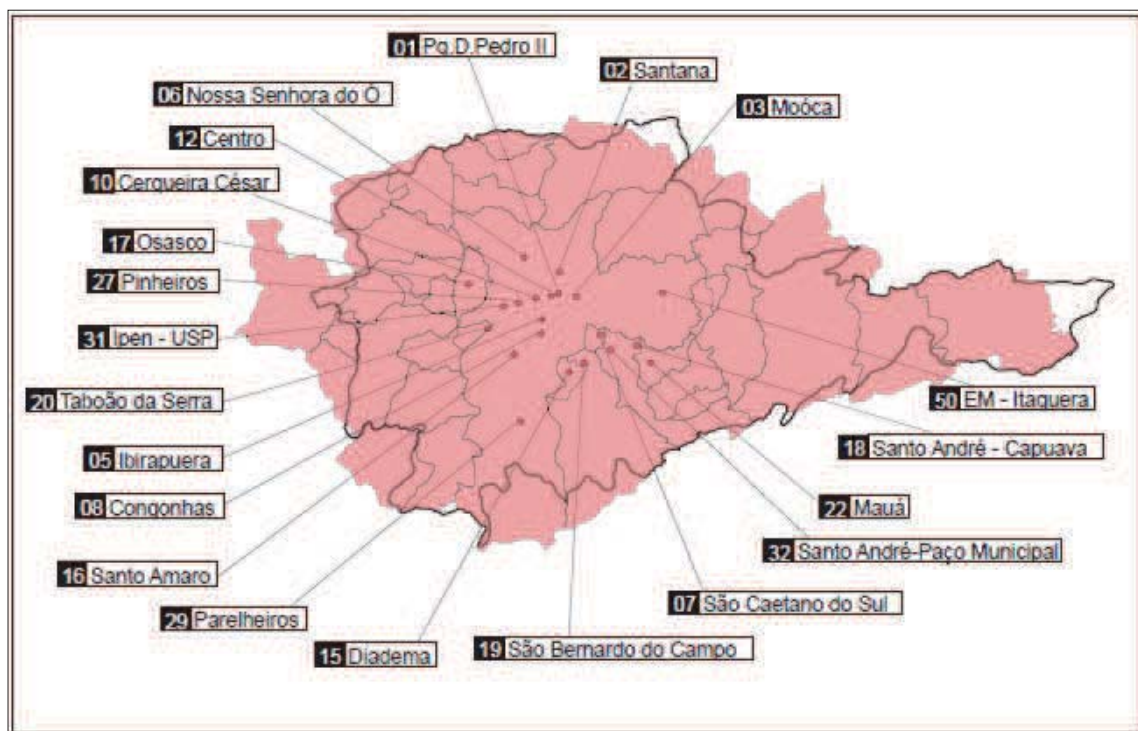 01 Pq.D.Pedro II
02 Santana
06 Nossa Senhora do Ó
03 Moóca
12 Centro
10 Cerqueira César
17 Osasco
27 Pinheiros
31 Ipen - USP
20 Taboão da Serra
50 EM - Itaquera
18 Santo André - Capuava
05 Ibirapuera
08 Congonhas
22 Mauá
32 Santo André-Paço Municipal
16 Santo Amaro
07 São Caetano do Sul
29 Parelheiros
19 São Bernardo do Campo
15 Diadema